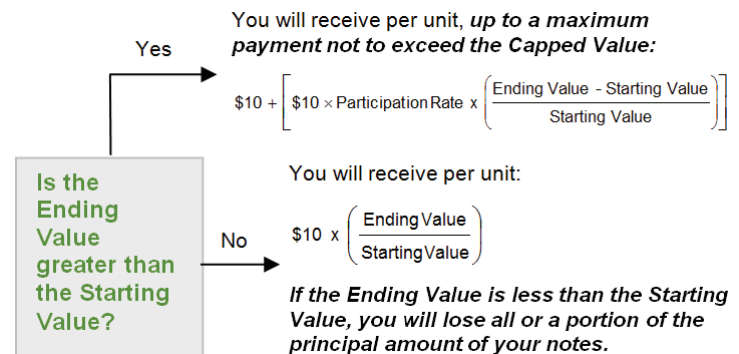 You will receive per unit, up to a maximum
payment not to exceed the Capped Value:
Yes
$10 + [ $10 × Participation Rate x ( Ending Value - Starting Value
Starting Value ) ]
You will receive per unit:
Is the
Ending
Value
greater than
the Starting
Value?
No
$10 x ( Ending Value
Starting Value )
If the Ending Value is less than the Starting
Value, you will lose all or a portion of the
principal amount of your notes.